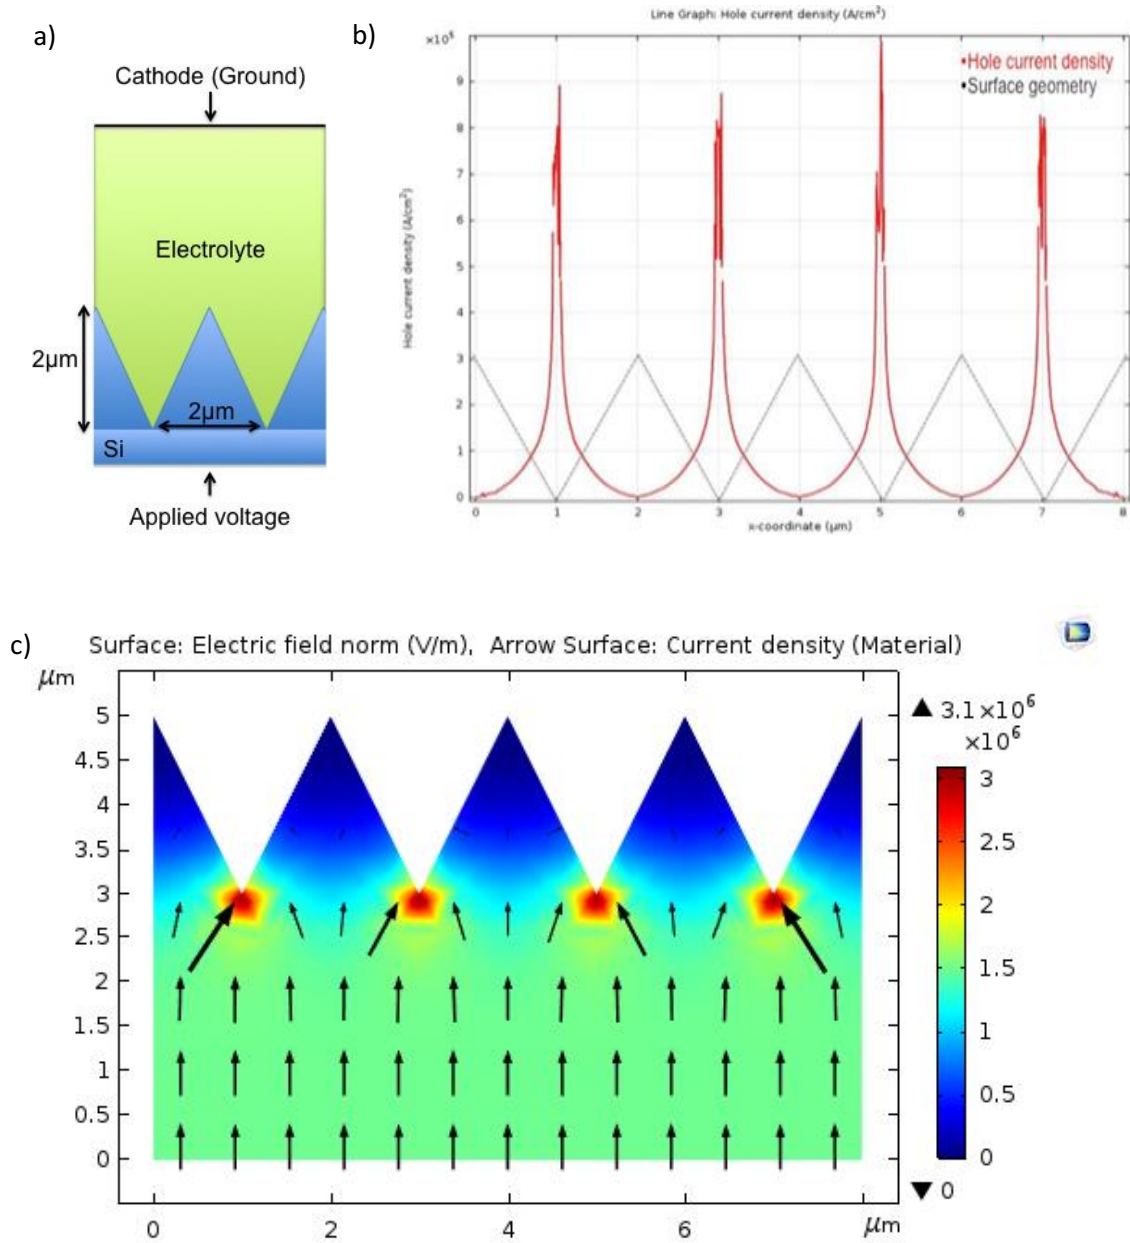 a)
Cathode (Ground)
Electrolyte
2μm
2μm
Si
Applied voltage
b)
Line Graph: Hole current density (A/cm²)
×10⁵
•Hole current density
•Surface geometry
9
8
7
6
5
4
3
2
1
0
Hole current density (A/cm²)
0 1 2 3 4 5 6 7 8
x-coordinate (μm)
c)
Surface: Electric field norm (V/m), Arrow Surface: Current density (Material)
μm
5
4.5
4
3.5
3
2.5
2
1.5
1
0.5
0
0 2 4 6 μm
▲ 3.1×10⁶
×10⁶
3
2.5
2
1.5
1
0.5
0
▼ 0